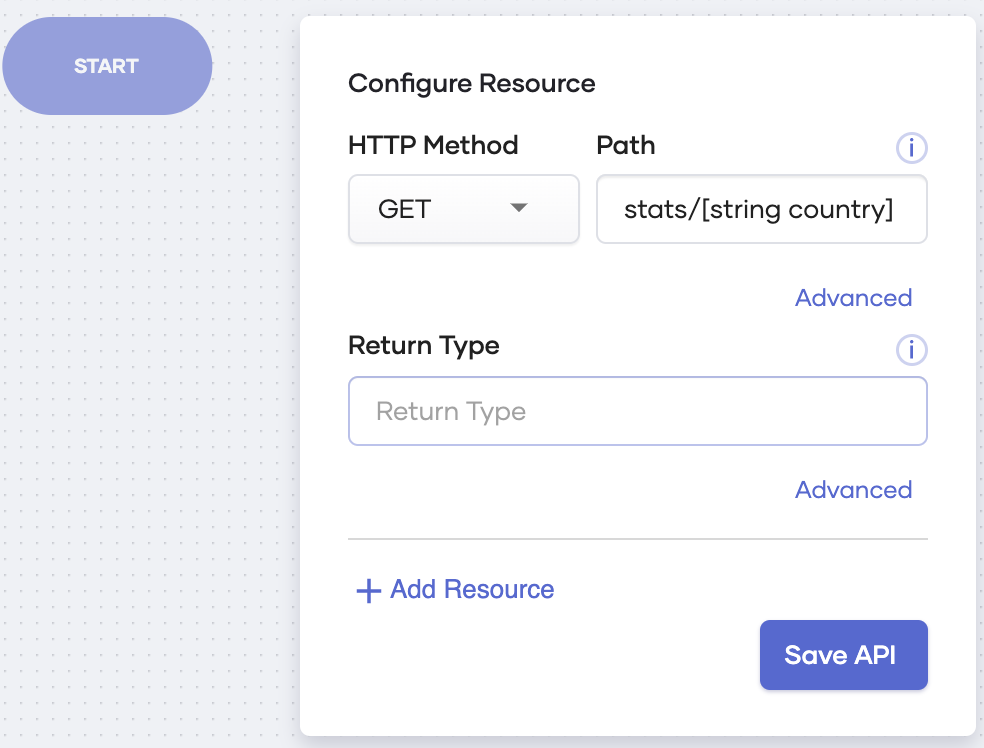 START
Configure Resource
HTTP Method
Path
i
GET
stats/[string country]
Advanced
Return Type
i
Return Type
Advanced
+ Add Resource
Save API